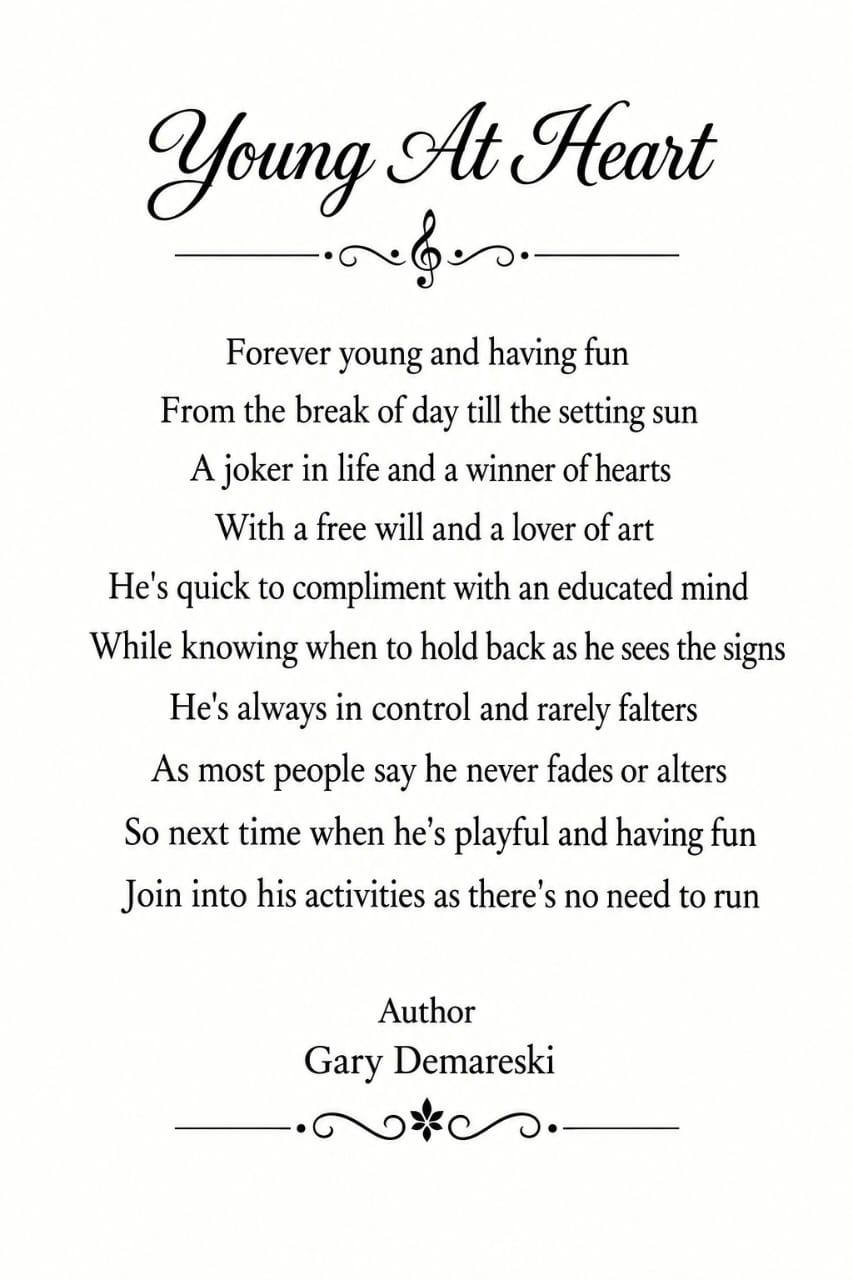 Young At Heart
Forever young and having fun
From the break of day till the setting sun
A joker in life and a winner of hearts
With a free will and a lover of art
He's quick to compliment with an educated mind
While knowing when to hold back as he sees the signs
He's always in control and rarely falters
As most people say he never fades or alters
So next time when he’s playful and having fun
Join into his activities as there’s no need to run
Author
Gary Demareski